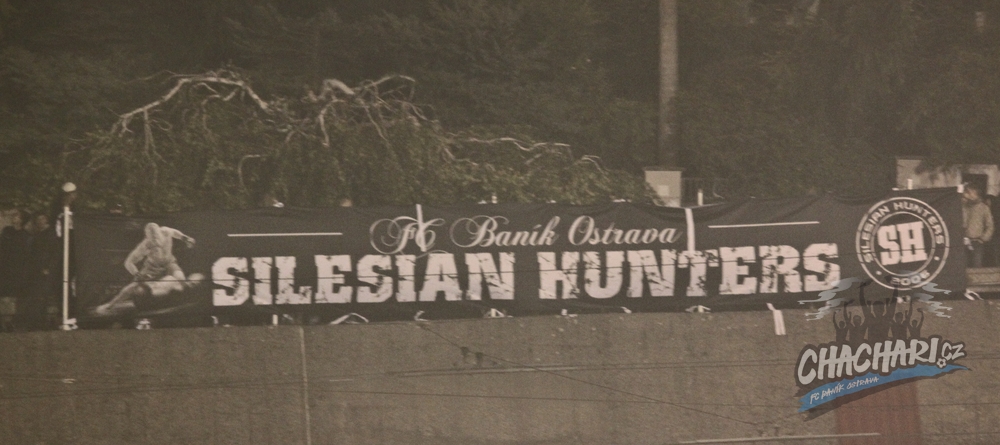 FC Baník Ostrava
SILESIAN HUNTERS
SILESIAN HUNTERS
SH
2006
CHACHARI.CZ
FC BANÍK OSTRAVA